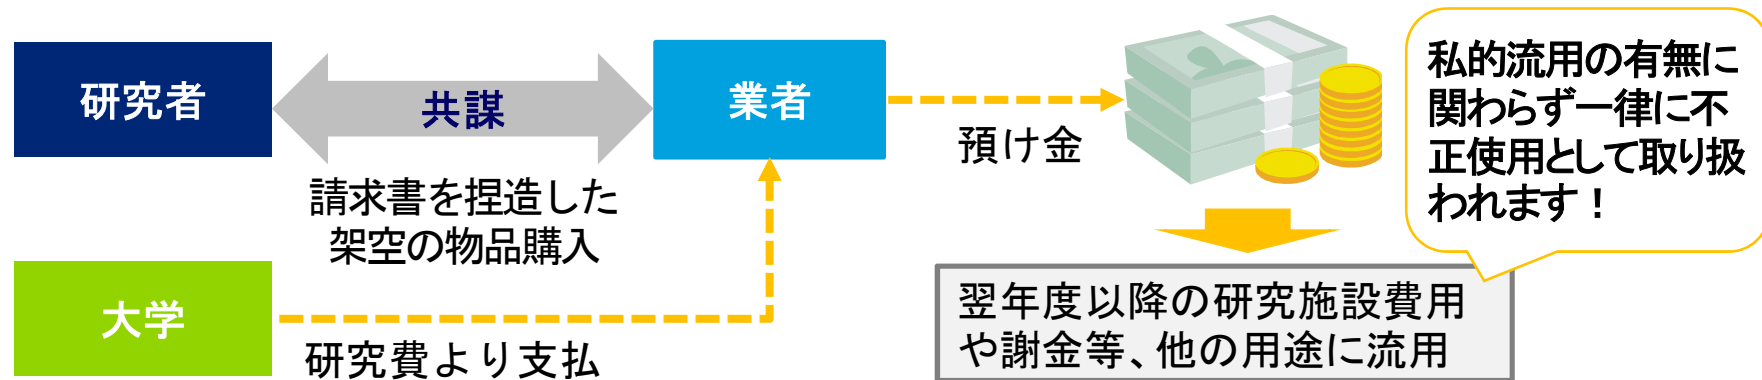 研究者
共謀
業者
請求書を捏造した
架空の物品購入
大学
研究費より支払
預け金
私的流用の有無に
関わらず一律に不
正使用として取り扱
われます！
翌年度以降の研究施設費用
や謝金等、他の用途に流用